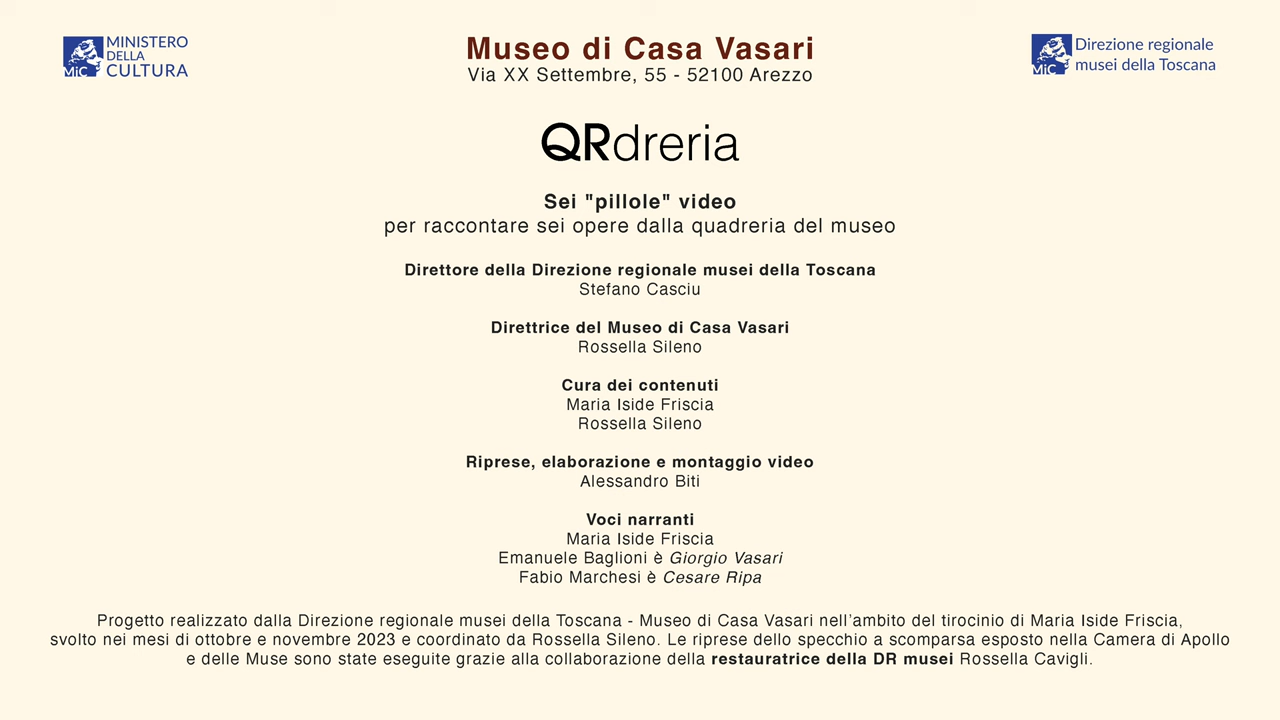 MINISTERO
DELLA
CULTURA
MiC
Museo di Casa Vasari
Via XX Settembre, 55 - 52100 Arezzo
Direzione regionale
musei della Toscana
MiC
QRdreria
Sei "pillole" video
per raccontare sei opere dalla quadreria del museo
Direttore della Direzione regionale musei della Toscana
Stefano Casciu
Direttrice del Museo di Casa Vasari
Rossella Sileno
Cura dei contenuti
Maria Iside Friscia
Rossella Sileno
Riprese, elaborazione e montaggio video
Alessandro Biti
Voci narranti
Maria Iside Friscia
Emanuele Baglioni è Giorgio Vasari
Fabio Marchesi è Cesare Ripa
Progetto realizzato dalla Direzione regionale musei della Toscana - Museo di Casa Vasari nell’ambito del tirocinio di Maria Iside Friscia,
svolto nei mesi di ottobre e novembre 2023 e coordinato da Rossella Sileno. Le riprese dello specchio a scomparsa esposto nella Camera di Apollo
e delle Muse sono state eseguite grazie alla collaborazione della restauratrice della DR musei Rossella Cavigli.